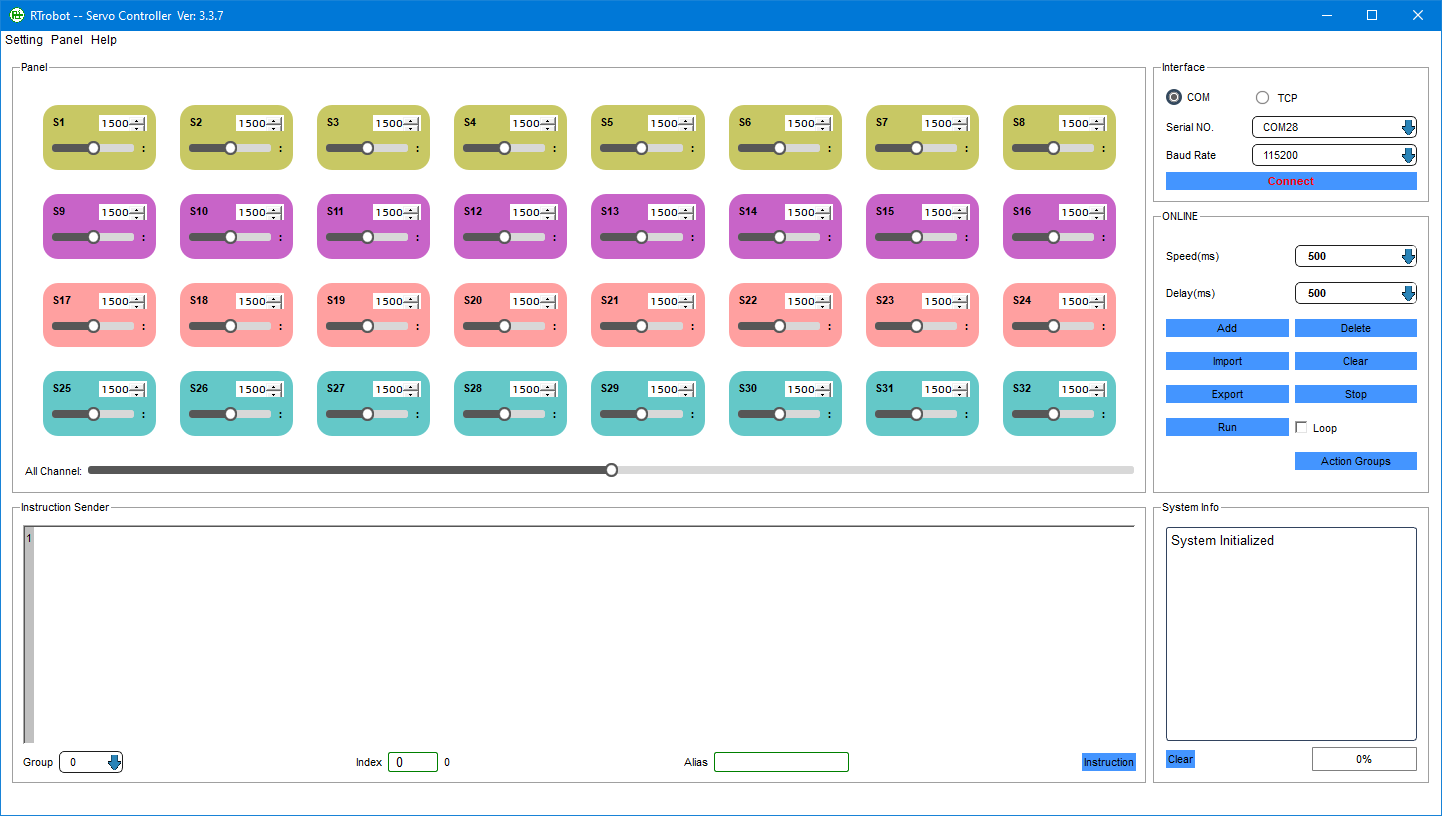 RTrobot -- Servo Controller Ver: 3.3.7
Setting Panel Help
Panel
S1 1500 S2 1500 S3 1500 S4 1500 S5 1500 S6 1500 S7 1500 S8 1500
: : : : : : : :
S9 1500 S10 1500 S11 1500 S12 1500 S13 1500 S14 1500 S15 1500 S16 1500
: : : : : : : :
S17 1500 S18 1500 S19 1500 S20 1500 S21 1500 S22 1500 S23 1500 S24 1500
: : : : : : : :
S25 1500 S26 1500 S27 1500 S28 1500 S29 1500 S30 1500 S31 1500 S32 1500
: : : : : : : :
All Channel:
Interface
COM TCP
Serial NO. COM28
Baud Rate 115200
Connect
ONLINE
Speed(ms) 500
Delay(ms) 500
Add Delete
Import Clear
Export Stop
Run Loop
Action Groups
Instruction Sender
1
Group 0 Index 0 0 Alias Instruction
System Info
System Initialized
Clear 0%